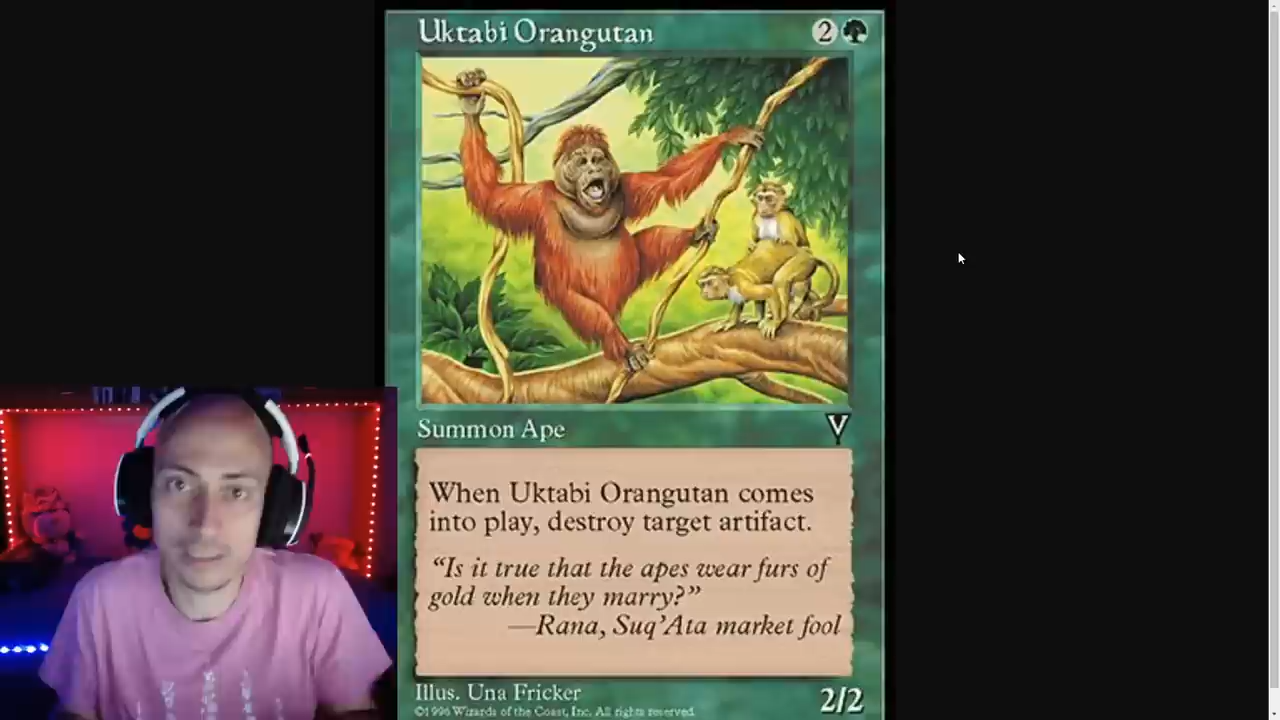 Uktabi Orangutan 2
Summon Ape V
When Uktabi Orangutan comes
into play, destroy target artifact.
“Is it true that the apes wear furs of
gold when they marry?”
—Rana, Suq’Ata market fool
Illus. Una Fricker
©1996 Wizards of the Coast, Inc. All rights reserved.
2/2